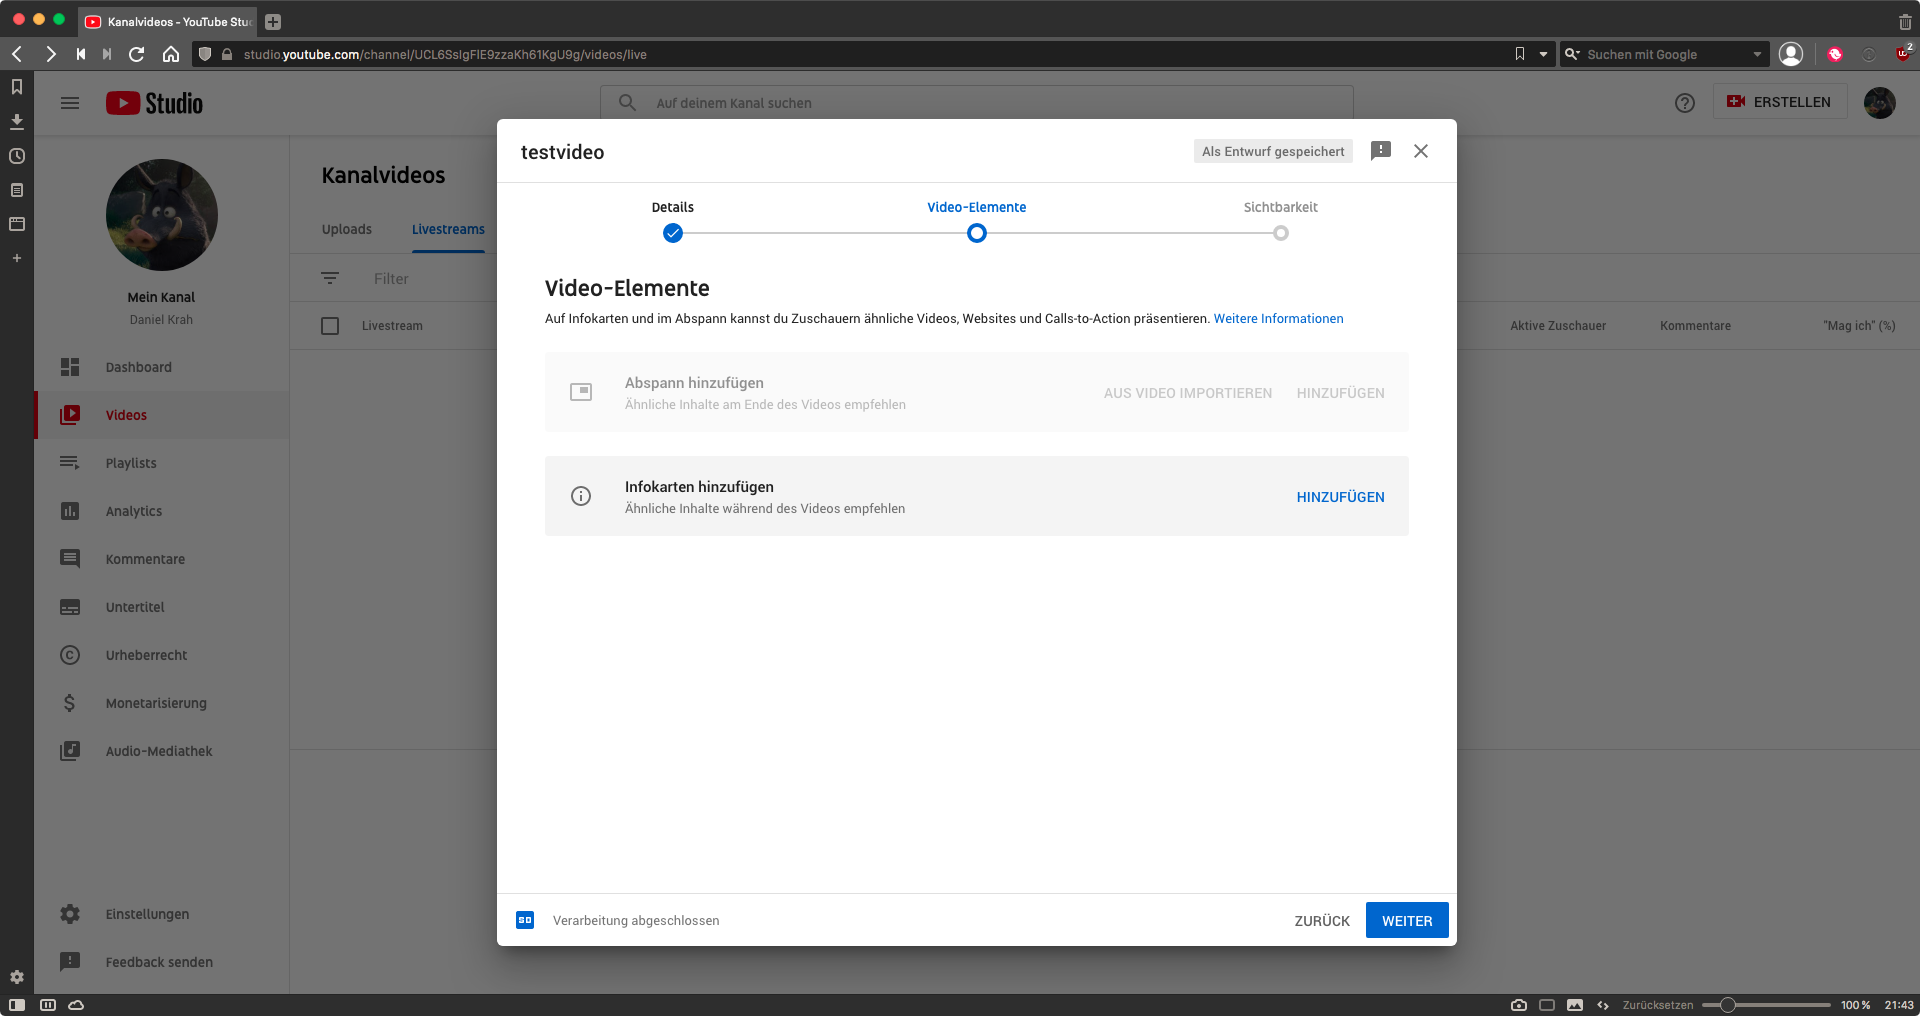 Kanalvideos - YouTube Stu
studio.youtube.com/channel/UCL6SsIgFlE9zzaKh61KgU9g/videos/live
Suchen mit Google
2
Studio
Auf deinem Kanal suchen
ERSTELLEN
Mein Kanal
Daniel Krah
Dashboard
Videos
Playlists
Analytics
Kommentare
Untertitel
Urheberrecht
Monetarisierung
Audio-Mediathek
Einstellungen
Feedback senden
Kanalvideos
Uploads
Livestreams
Filter
Livestream
Aktive Zuschauer
Kommentare
"Mag ich" (%)
testvideo
Als Entwurf gespeichert
Details
Video-Elemente
Sichtbarkeit
Video-Elemente
Auf Infokarten und im Abspann kannst du Zuschauern ähnliche Videos, Websites und Calls-to-Action präsentieren. Weitere Informationen
Abspann hinzufügen
Ähnliche Inhalte am Ende des Videos empfehlen
AUS VIDEO IMPORTIEREN
HINZUFÜGEN
Infokarten hinzufügen
Ähnliche Inhalte während des Videos empfehlen
HINZUFÜGEN
SD
Verarbeitung abgeschlossen
ZURÜCK
WEITER
Zurücksetzen
100 %
21:43